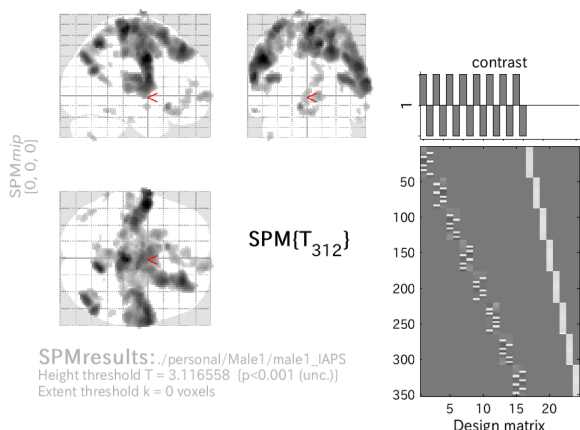 contrast
1
SPMmip
[0, 0, 0]
<
<
<
SPM{T312}
50
100
150
200
250
300
350
5 10 15 20
Design matrix
SPMresults: ./personal/Male1/male1_IAPS
Height threshold T = 3.116558 {p<0.001 (unc.)}
Extent threshold k = 0 voxels